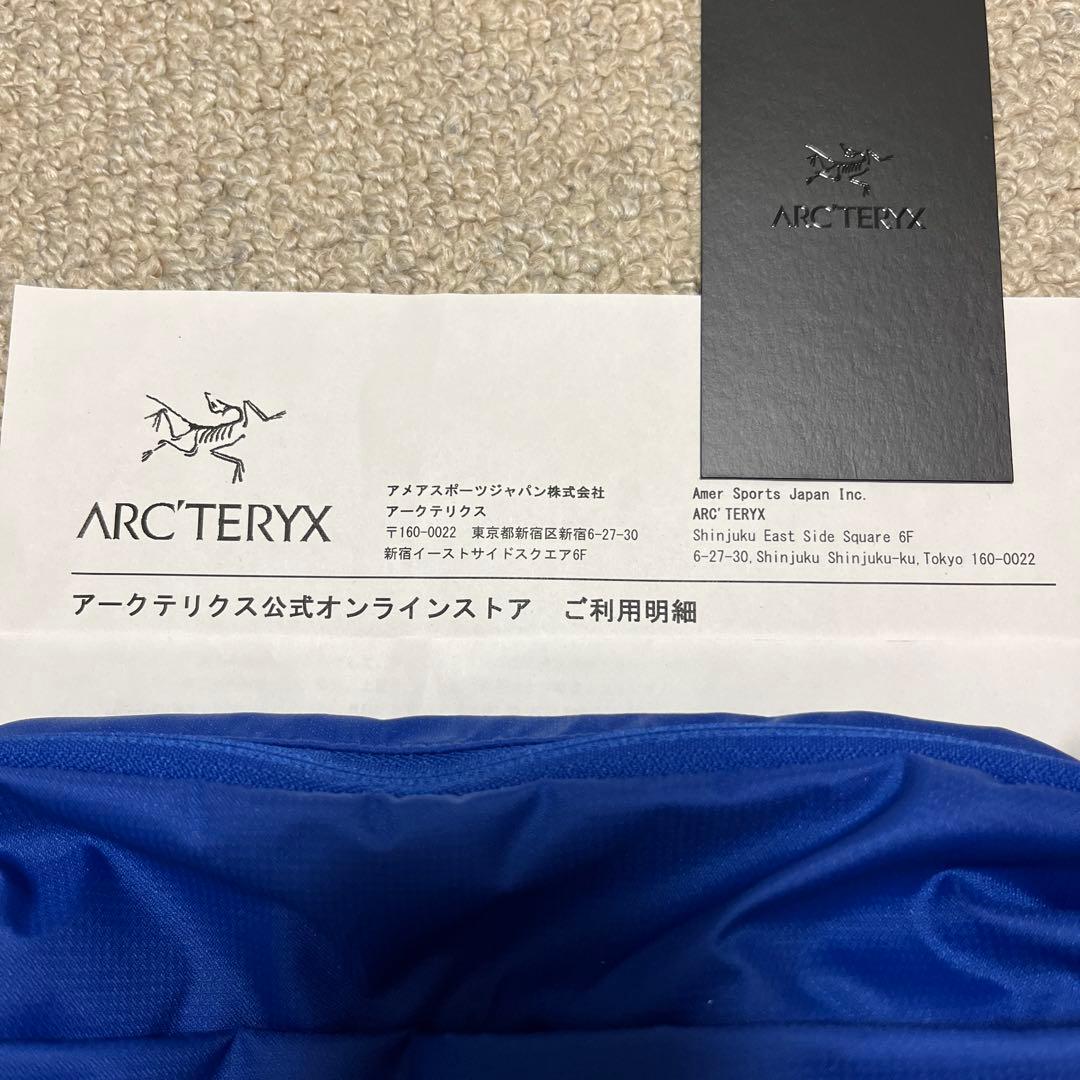 ARC'TERYX
ARC'TERYX
アメアスポーツジャパン株式会社
アークテリクス
〒160-0022 東京都新宿区新宿6-27-30
新宿イーストサイドスクエア6F
Amer Sports Japan Inc.
ARC'TERYX
Shinjuku East Side Square 6F
6-27-30,Shinjuku Shinjuku-ku,Tokyo 160-0022
アークテリクス公式オンラインストア ご利用明細